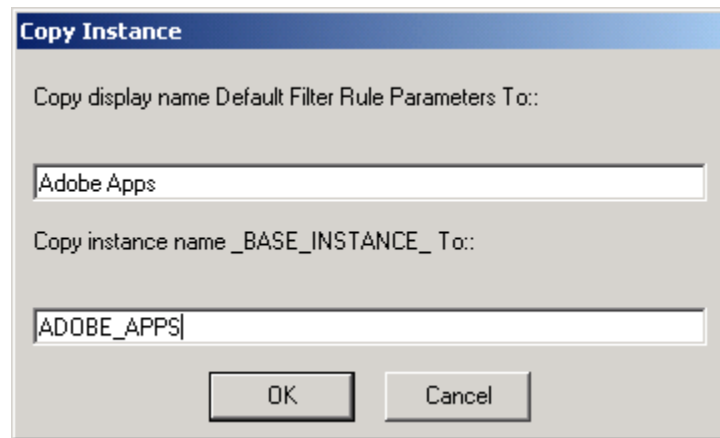 Copy Instance
Copy display name Default Filter Rule Parameters To::
Adobe Apps
Copy instance name _BASE_INSTANCE_ To::
ADOBE_APPS
OK Cancel